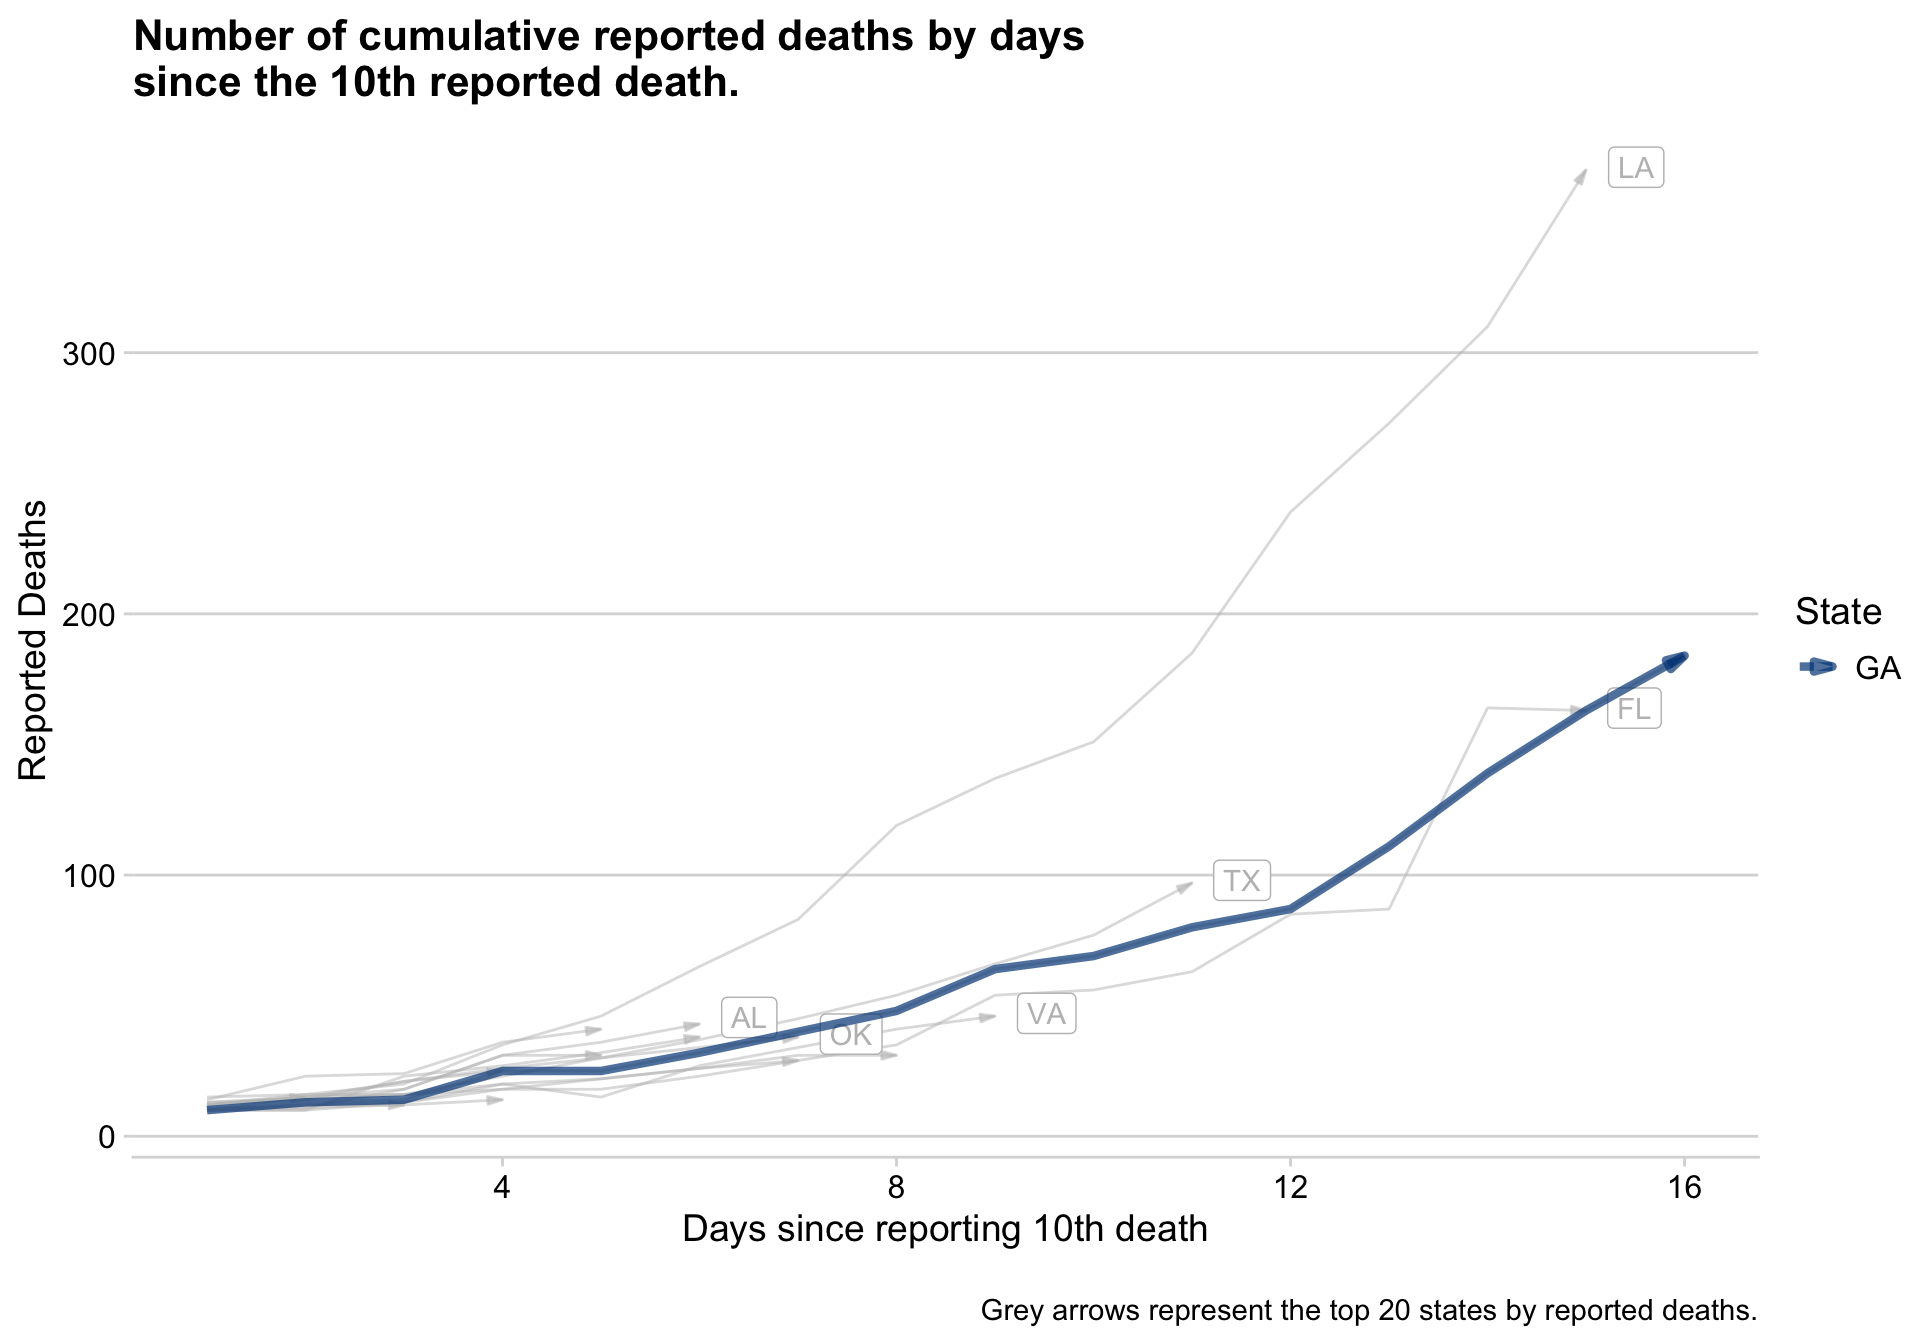 Number of cumulative reported deaths by days
since the 10th reported death.
LA
300
Reported Deaths
200
State
GA
FL
100
TX
AL
OK
VA
0
4
8
12
16
Days since reporting 10th death
Grey arrows represent the top 20 states by reported deaths.